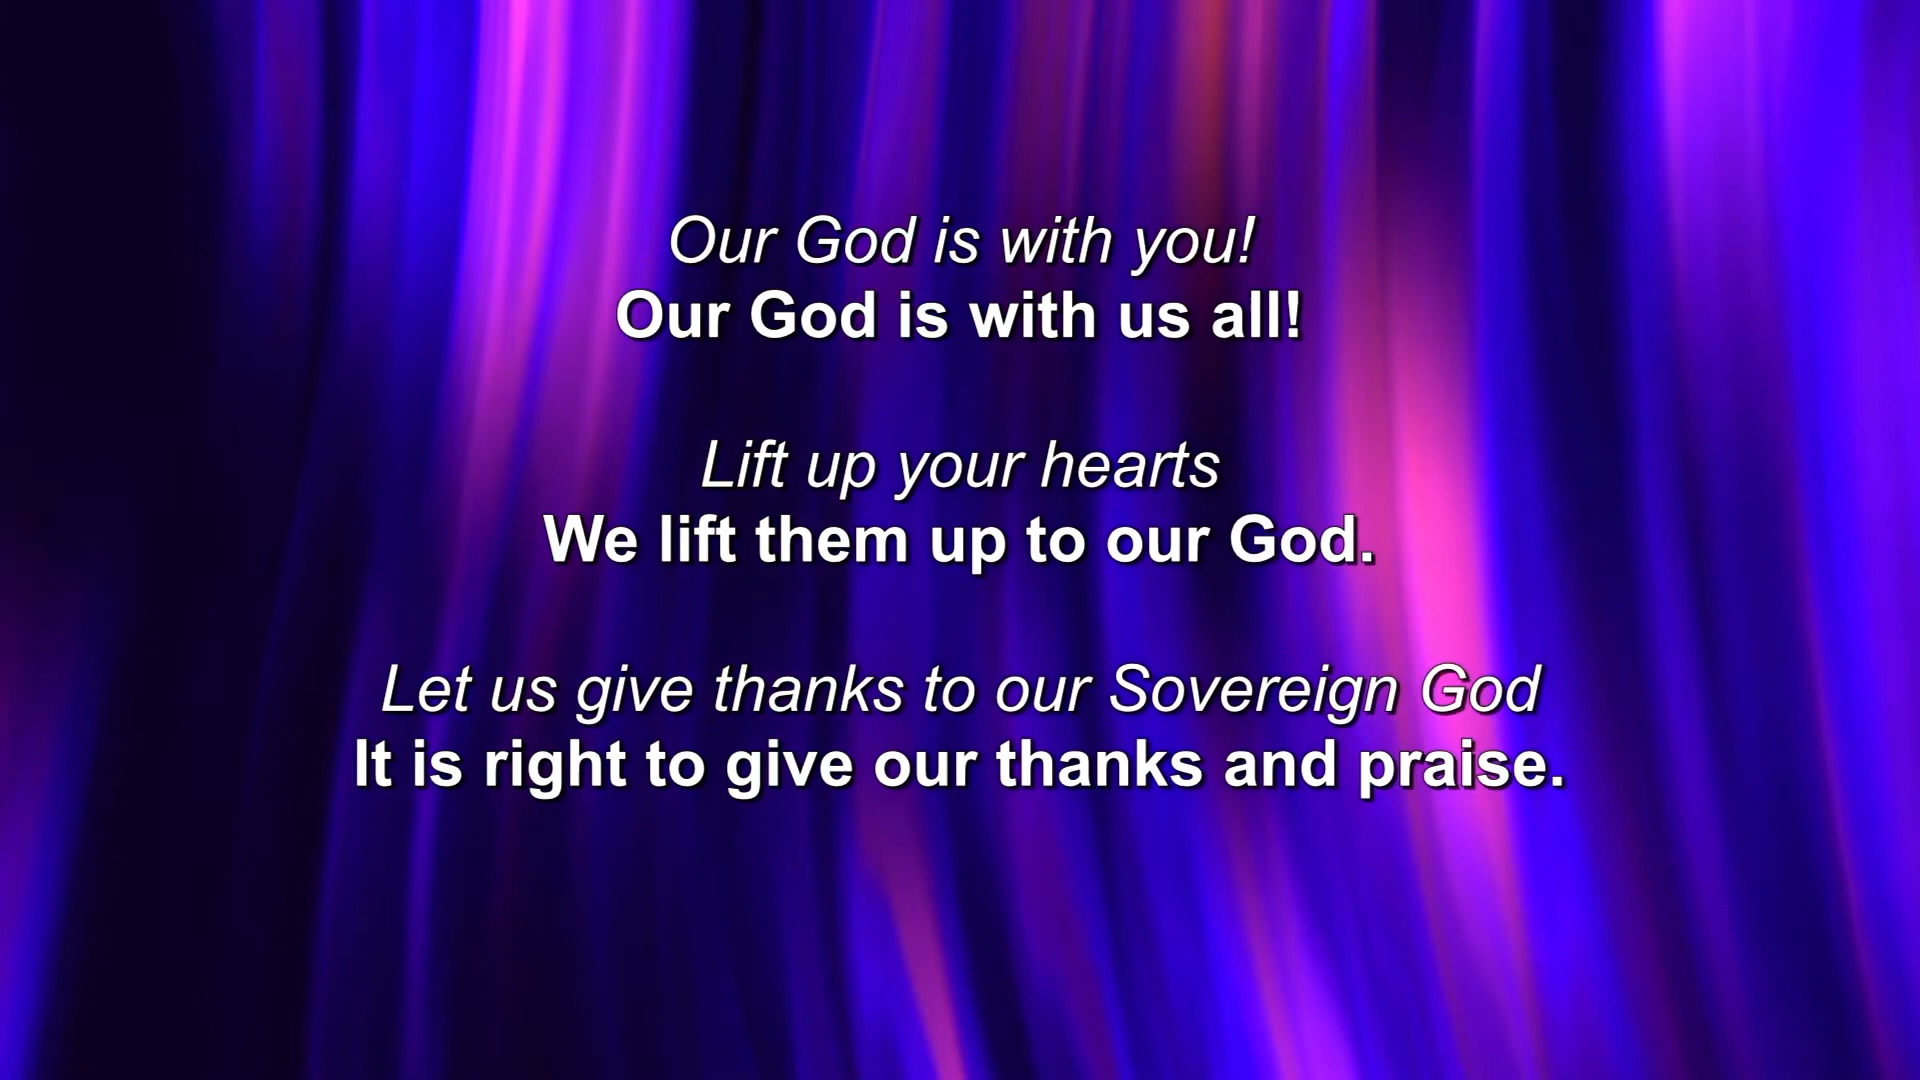 Our God is with you!
Our God is with us all!
Lift up your hearts
We lift them up to our God.
Let us give thanks to our Sovereign God
It is right to give our thanks and praise.